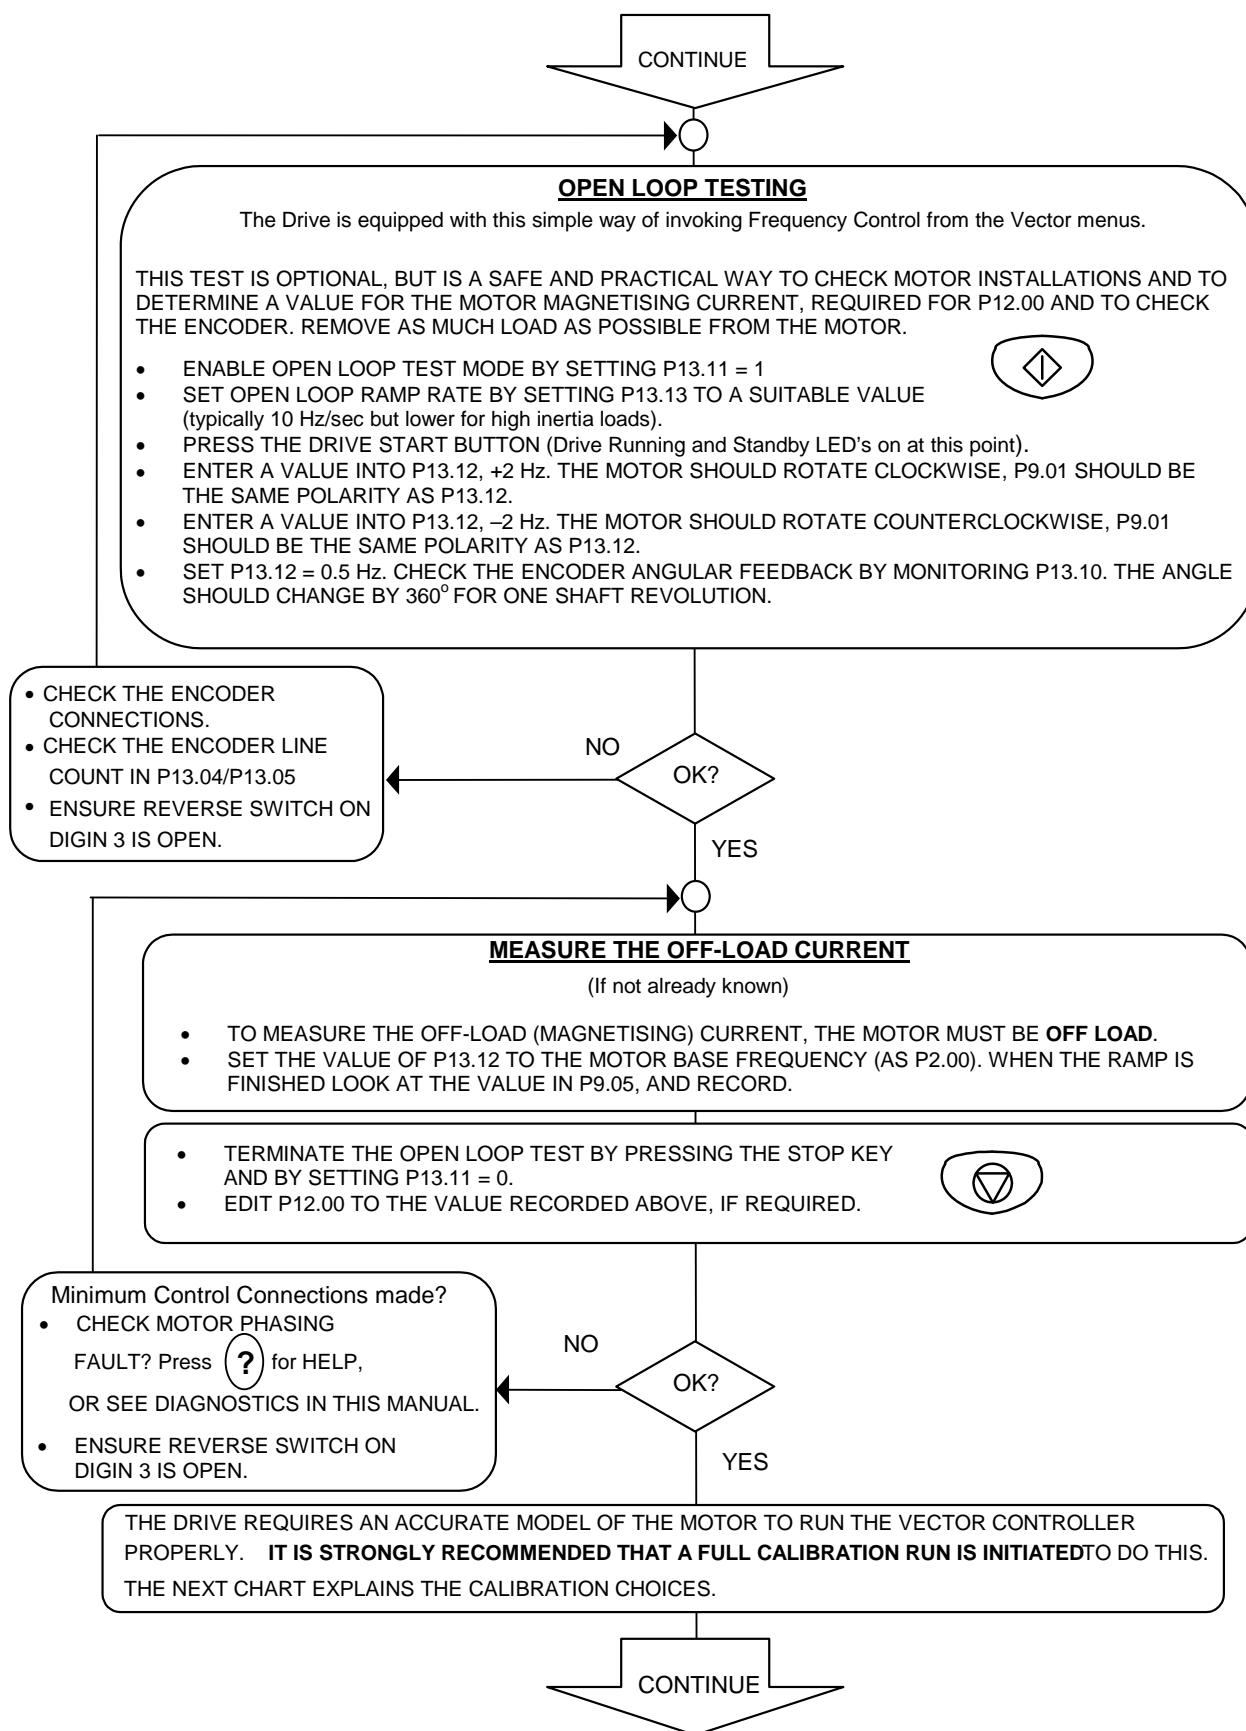 CONTINUE
OPEN LOOP TESTING
The Drive is equipped with this simple way of invoking Frequency Control from the Vector menus.
THIS TEST IS OPTIONAL, BUT IS A SAFE AND PRACTICAL WAY TO CHECK MOTOR INSTALLATIONS AND TO
DETERMINE A VALUE FOR THE MOTOR MAGNETISING CURRENT, REQUIRED FOR P12.00 AND TO CHECK
THE ENCODER. REMOVE AS MUCH LOAD AS POSSIBLE FROM THE MOTOR.
• ENABLE OPEN LOOP TEST MODE BY SETTING P13.11 = 1
• SET OPEN LOOP RAMP RATE BY SETTING P13.13 TO A SUITABLE VALUE
(typically 10 Hz/sec but lower for high inertia loads).
• PRESS THE DRIVE START BUTTON (Drive Running and Standby LED's on at this point).
• ENTER A VALUE INTO P13.12, +2 Hz. THE MOTOR SHOULD ROTATE CLOCKWISE, P9.01 SHOULD BE
THE SAME POLARITY AS P13.12.
• ENTER A VALUE INTO P13.12, –2 Hz. THE MOTOR SHOULD ROTATE COUNTERCLOCKWISE, P9.01
SHOULD BE THE SAME POLARITY AS P13.12.
• SET P13.12 = 0.5 Hz. CHECK THE ENCODER ANGULAR FEEDBACK BY MONITORING P13.10. THE ANGLE
SHOULD CHANGE BY 360° FOR ONE SHAFT REVOLUTION.
• CHECK THE ENCODER
CONNECTIONS.
• CHECK THE ENCODER LINE
COUNT IN P13.04/P13.05
• ENSURE REVERSE SWITCH ON
DIGIN 3 IS OPEN.
NO
OK?
YES
MEASURE THE OFF-LOAD CURRENT
(If not already known)
• TO MEASURE THE OFF-LOAD (MAGNETISING) CURRENT, THE MOTOR MUST BE OFF LOAD.
• SET THE VALUE OF P13.12 TO THE MOTOR BASE FREQUENCY (AS P2.00). WHEN THE RAMP IS
FINISHED LOOK AT THE VALUE IN P9.05, AND RECORD.
• TERMINATE THE OPEN LOOP TEST BY PRESSING THE STOP KEY
AND BY SETTING P13.11 = 0.
• EDIT P12.00 TO THE VALUE RECORDED ABOVE, IF REQUIRED.
Minimum Control Connections made?
• CHECK MOTOR PHASING
FAULT? Press ? for HELP,
OR SEE DIAGNOSTICS IN THIS MANUAL.
• ENSURE REVERSE SWITCH ON
DIGIN 3 IS OPEN.
NO
OK?
YES
THE DRIVE REQUIRES AN ACCURATE MODEL OF THE MOTOR TO RUN THE VECTOR CONTROLLER
PROPERLY. IT IS STRONGLY RECOMMENDED THAT A FULL CALIBRATION RUN IS INITIATEDTO DO THIS.
THE NEXT CHART EXPLAINS THE CALIBRATION CHOICES.
CONTINUE